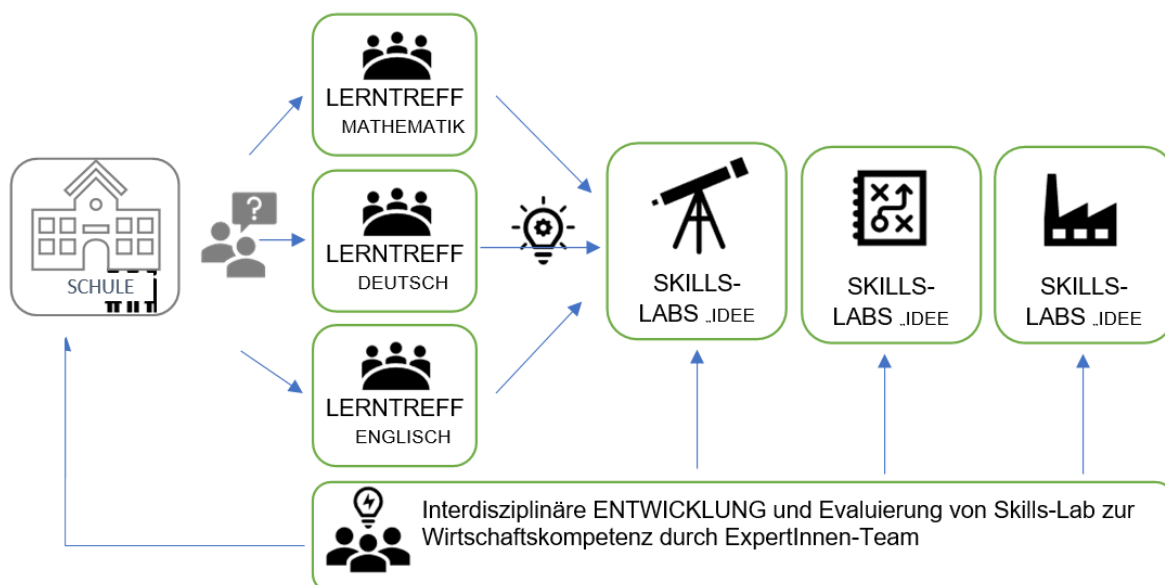 LERNTREFF
MATHEMATIK
SCHULE
?
LERNTREFF
DEUTSCH
LERNTREFF
ENGLISCH
SKILLS-
LABS „IDEE
SKILLS-
LABS „IDEE
SKILLS-
LABS „IDEE
Interdisziplinäre ENTWICKLUNG und Evaluierung von Skills-Lab zur
Wirtschaftskompetenz durch ExpertInnen-Team